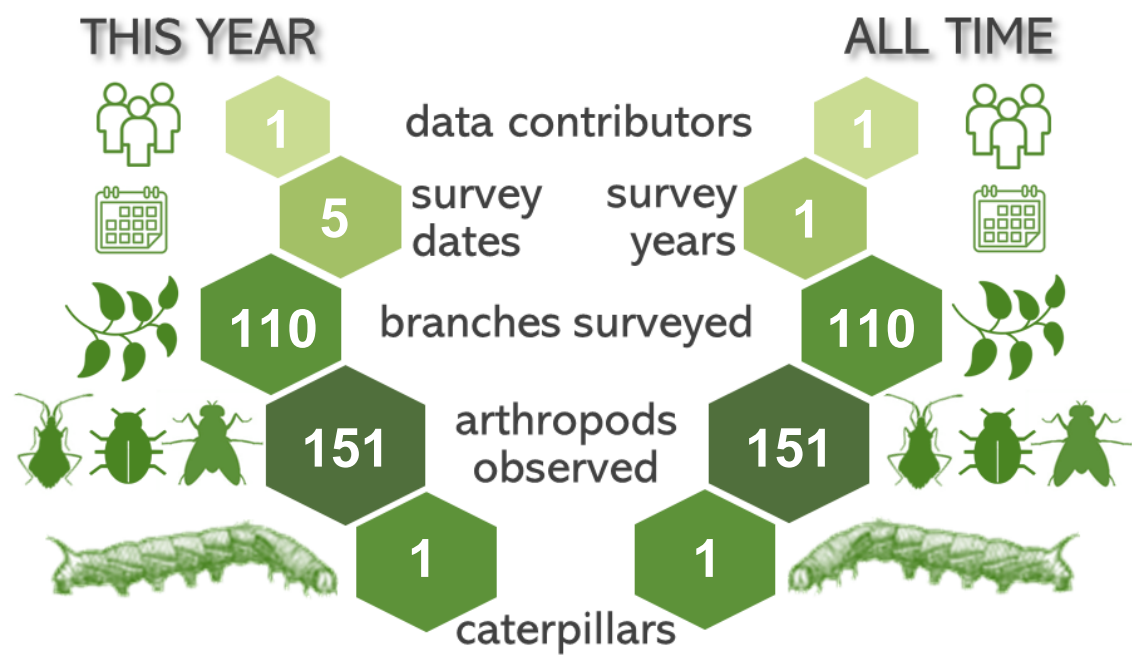 THIS YEAR
ALL TIME
1
data contributors
1
5
survey
dates
survey
years
1
110
branches surveyed
110
151
arthropods
observed
151
1
1
caterpillars